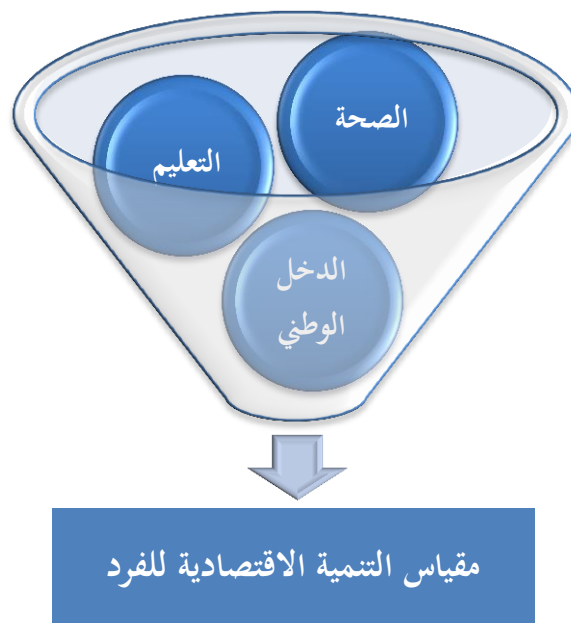 الصحة
التعليم
الدخل
الوطني
مقياس التنمية الاقتصادية للفرد